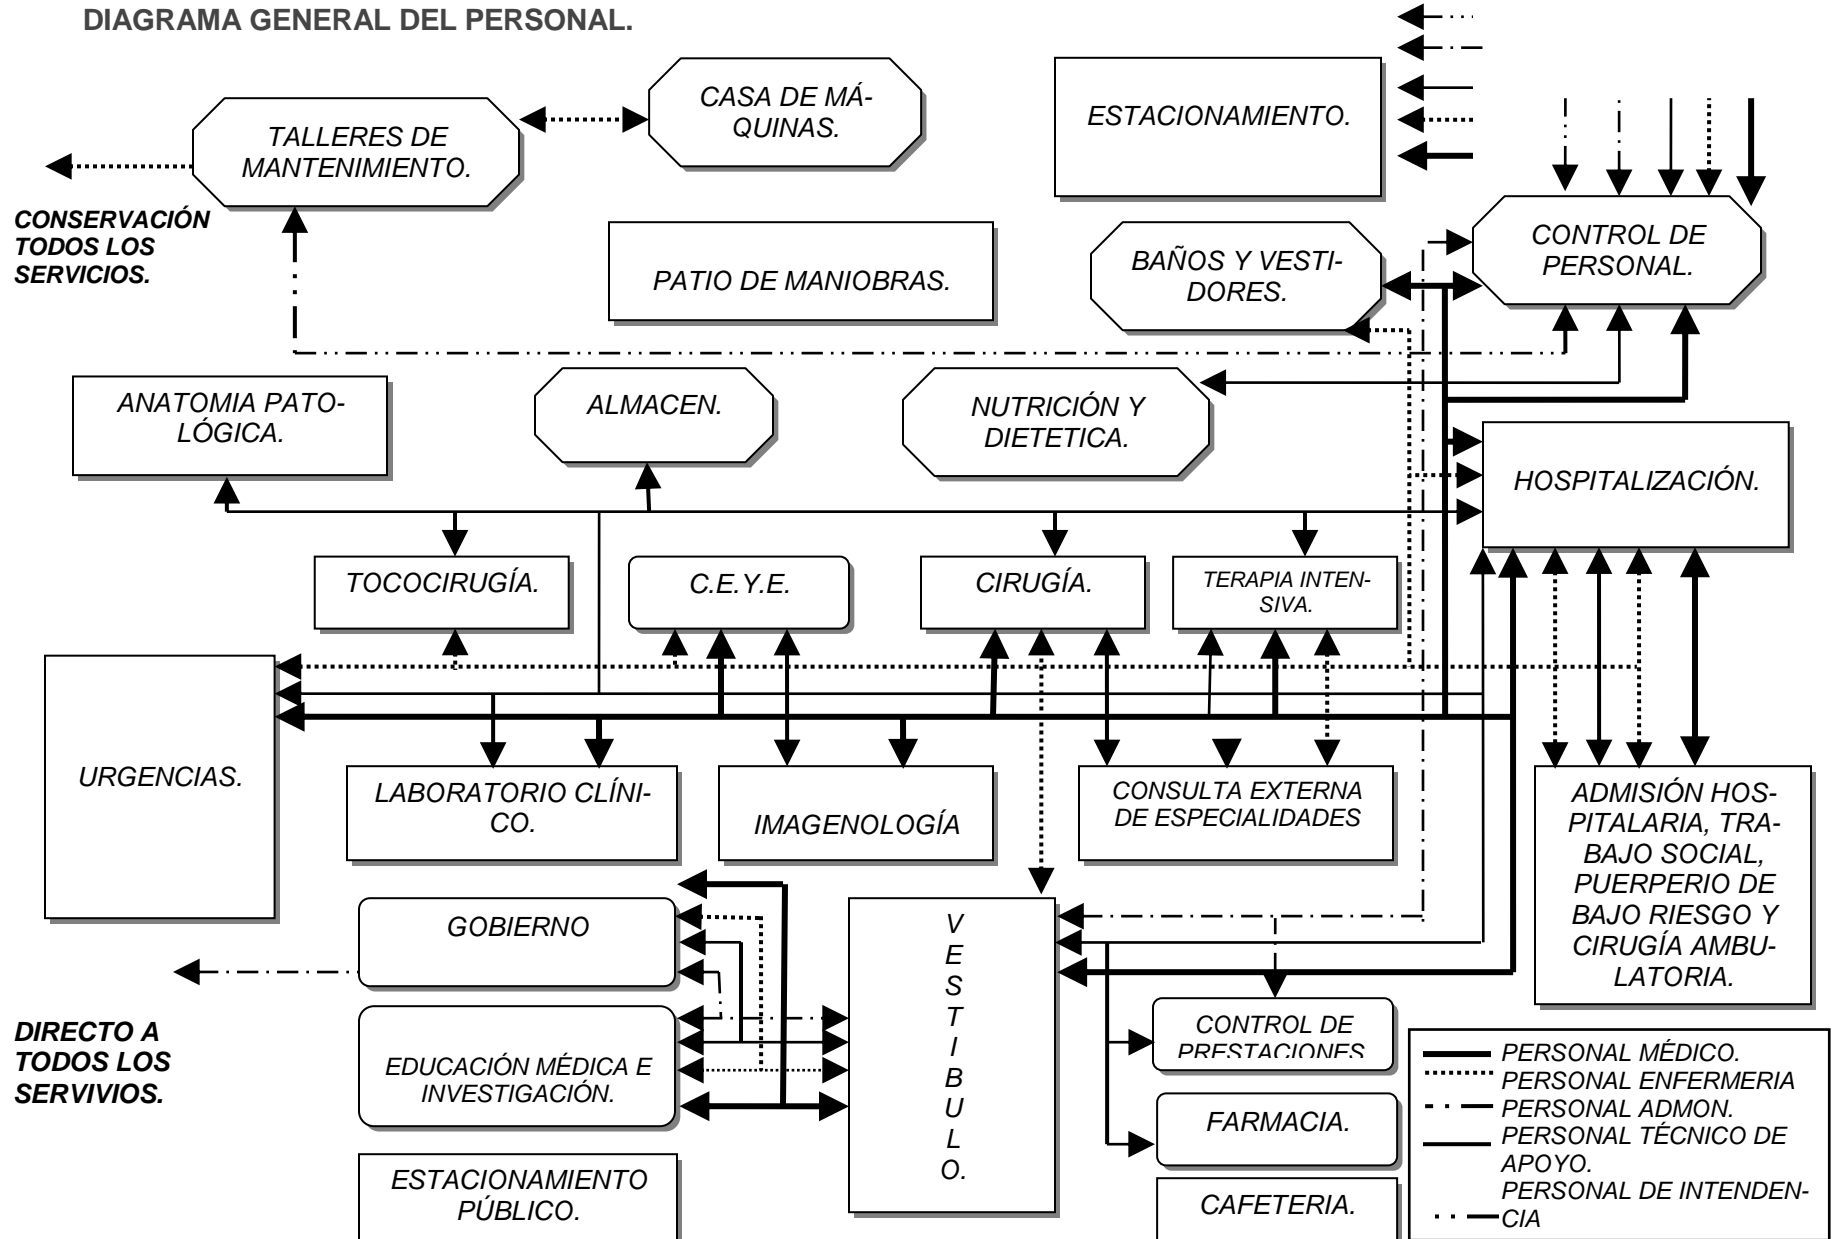 DIAGRAMA GENERAL DEL PERSONAL.
CASA DE MÁ-
QUINAS.
ESTACIONAMIENTO.
TALLERES DE
MANTENIMIENTO.
CONSERVACIÓN
TODOS LOS
SERVICIOS.
PATIO DE MANIOBRAS.
BAÑOS Y VESTI-
DORES.
CONTROL DE
PERSONAL.
ANATOMIA PATO-
LÓGICA.
ALMACEN.
NUTRICIÓN Y
DIETETICA.
HOSPITALIZACIÓN.
TOCOCIRUGÍA.
C.E.Y.E.
CIRUGÍA.
TERAPIA INTEN-
SIVA.
URGENCIAS.
LABORATORIO CLÍNI-
CO.
IMAGENOLOGÍA
CONSULTA EXTERNA
DE ESPECIALIDADES
ADMISIÓN HOS-
PITALARIA, TRA-
BAJO SOCIAL,
PUERPERIO DE
BAJO RIESGO Y
CIRUGÍA AMBU-
LATORIA.
GOBIERNO
V
E
S
T
I
B
U
L
O.
DIRECTO A
TODOS LOS
SERVIVIOS.
EDUCACIÓN MÉDICA E
INVESTIGACIÓN.
CONTROL DE
PRESTACIONES
FARMACIA.
ESTACIONAMIENTO
PÚBLICO.
CAFETERIA.
PERSONAL MÉDICO.
PERSONAL ENFERMERIA
PERSONAL ADMON.
PERSONAL TÉCNICO DE
APOYO.
PERSONAL DE INTENDEN-
CIA